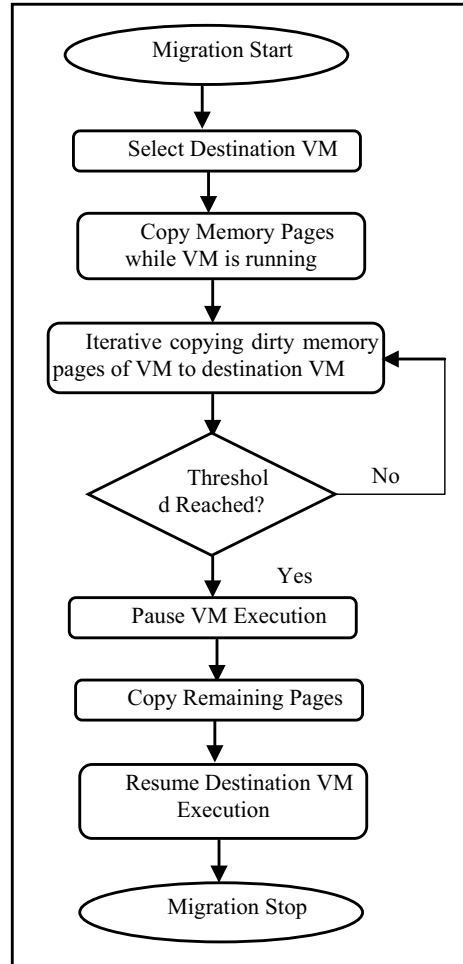 Migration Start
Select Destination VM
Copy Memory Pages
while VM is running
Iterative copying dirty memory
pages of VM to destination VM
Threshol
d Reached?
No
Yes
Pause VM Execution
Copy Remaining Pages
Resume Destination VM
Execution
Migration Stop